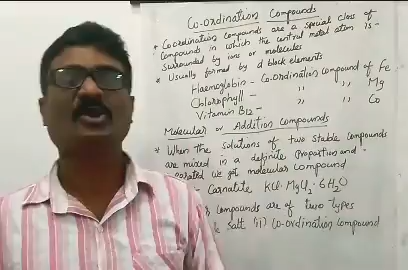 Co-ordination Compounds
* Coordination compounds are a special class of
compounds in which the central metal atom is -
surrounded by ions or molecules
* Usually formed by d block elements
Haemoglobin - Co.ordination compound of Fe
Chlorophyll - " " Mg
Vitamin B12 - " " Co
Molecular or Addition Compounds
* When the solutions of two stable compounds
are mixed in a definite proportion and -
we get molecular compound
- Carnalite KCl. MgCl2. 6H2O
compounds are of two types
salt (ii) Co-ordination compound